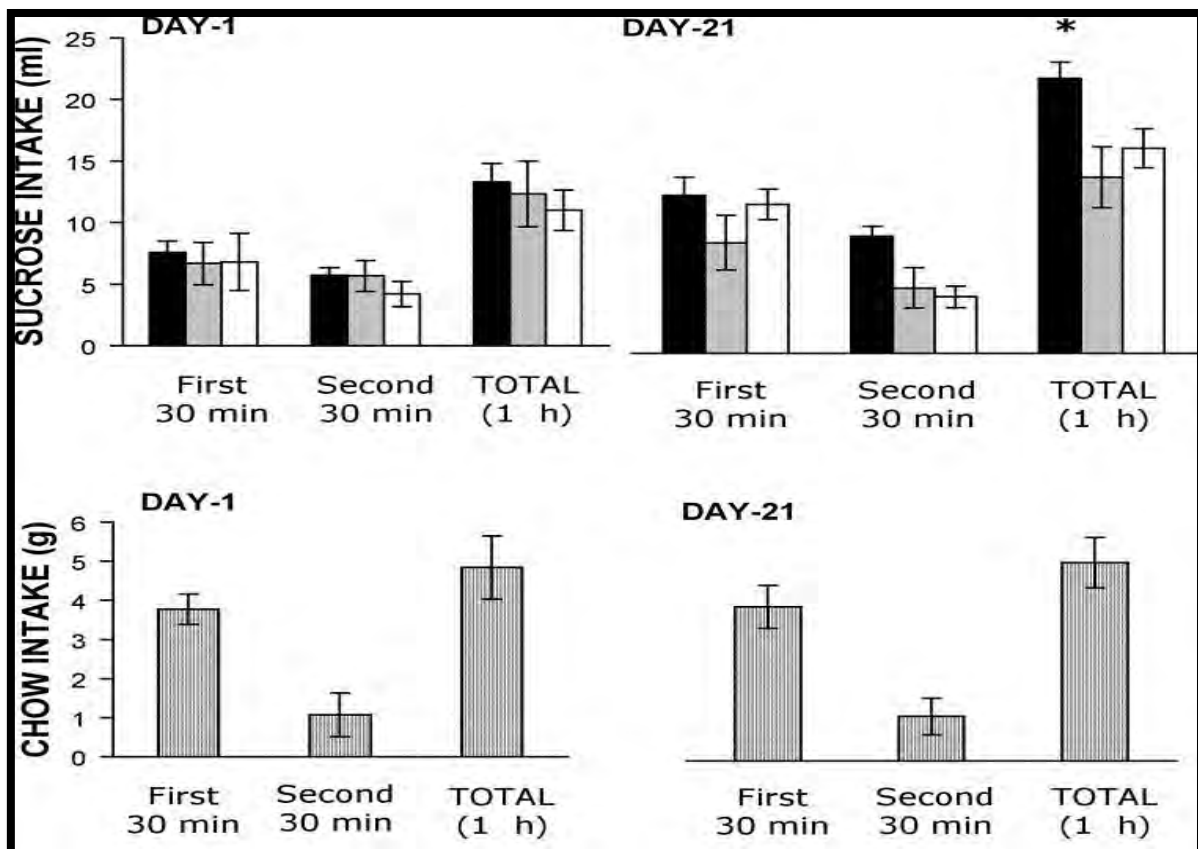 DAY-1
DAY-21
*
SUCROSE INTAKE (ml)
25
20
15
10
5
0
First Second TOTAL
30 min 30 min (1 h)
First Second TOTAL
30 min 30 min (1 h)
DAY-1
DAY-21
CHOW INTAKE (g)
6
5
4
3
2
1
0
First Second TOTAL
30 min 30 min (1 h)
First Second TOTAL
30 min 30 min (1 h)